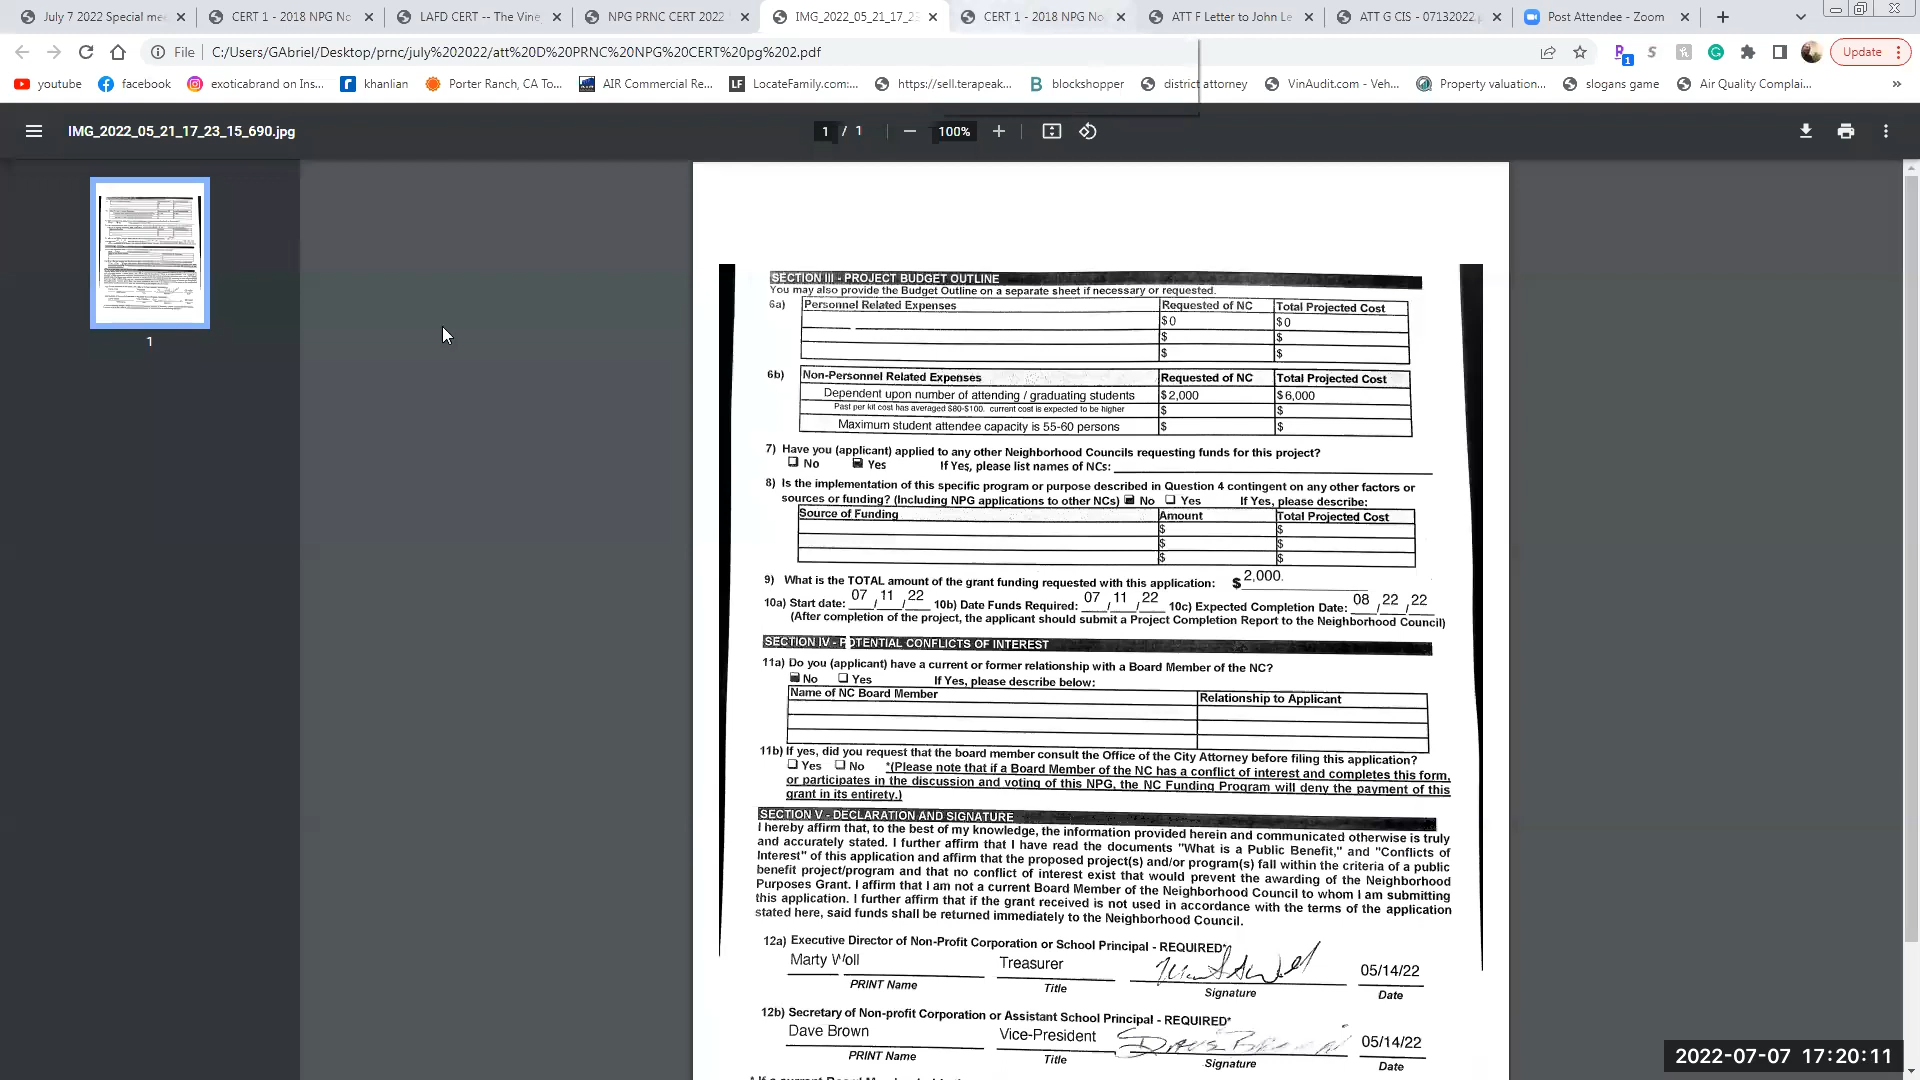 July 7 2022 Special mee
CERT 1 - 2018 NPG No
LAFD CERT -- The Vine
NPG PRNC CERT 2022
IMG_2022_05_21_17_23
CERT 1 - 2018 NPG No
ATT F Letter to John Le
ATT G CIS - 07132022
Post Attendee - Zoom
File
C:/Users/GAbriel/Desktop/prnc/july%202022/att%20D%20PRNC%20NPG%20CERT%20pg%202.pdf
1
Update
youtube
facebook
exoticabrand on Ins...
khanlian
Porter Ranch, CA To...
AIR Commercial Re...
LF
LocateFamily.com:...
https://sell.terapeak...
blockshopper
district attorney
VinAudit.com - Veh...
Property valuation...
slogans game
Air Quality Complai...
IMG_2022_05_21_17_23_15_690.jpg
1 / 1
100%
1
SECTION III - PROJECT BUDGET OUTLINE
You may also provide the Budget Outline on a separate sheet if necessary or requested.
6a) Personnel Related Expenses Requested of NC Total Projected Cost
$0 $0
$ $
$ $
6b) Non-Personnel Related Expenses Requested of NC Total Projected Cost
Dependent upon number of attending / graduating students $2,000 $6,000
Past per kit cost has averaged $80-$100. current cost is expected to be higher $ $
Maximum student attendee capacity is 55-60 persons $ $
7) Have you (applicant) applied to any other Neighborhood Councils requesting funds for this project?
No Yes If Yes, please list names of NCs:
8) Is the implementation of this specific program or purpose described in Question 4 contingent on any other factors or
sources or funding? (Including NPG applications to other NCs) No Yes If Yes, please describe:
Source of Funding Amount Total Projected Cost
$ $
$ $
$ $
9) What is the TOTAL amount of the grant funding requested with this application: $ 2,000.
10a) Start date: 07 / 11 / 22 10b) Date Funds Required: 07 / 11 / 22 10c) Expected Completion Date: 08 / 22 / 22
(After completion of the project, the applicant should submit a Project Completion Report to the Neighborhood Council)
SECTION IV - POTENTIAL CONFLICTS OF INTEREST
11a) Do you (applicant) have a current or former relationship with a Board Member of the NC?
No Yes If Yes, please describe below:
Name of NC Board Member Relationship to Applicant
11b) If yes, did you request that the board member consult the Office of the City Attorney before filing this application?
Yes No *(Please note that if a Board Member of the NC has a conflict of interest and completes this form,
or participates in the discussion and voting of this NPG, the NC Funding Program will deny the payment of this
grant in its entirety.)
SECTION V - DECLARATION AND SIGNATURE
I hereby affirm that, to the best of my knowledge, the information provided herein and communicated otherwise is truly
and accurately stated. I further affirm that I have read the documents "What is a Public Benefit," and "Conflicts of
Interest" of this application and affirm that the proposed project(s) and/or program(s) fall within the criteria of a public
benefit project/program and that no conflict of interest exist that would prevent the awarding of the Neighborhood
Purposes Grant. I affirm that I am not a current Board Member of the Neighborhood Council to whom I am submitting
this application. I further affirm that if the grant received is not used in accordance with the terms of the application
stated here, said funds shall be returned immediately to the Neighborhood Council.
12a) Executive Director of Non-Profit Corporation or School Principal - REQUIRED*
Marty Woll Treasurer 05/14/22
PRINT Name Title Signature Date
12b) Secretary of Non-profit Corporation or Assistant School Principal - REQUIRED*
Dave Brown Vice-President Dave Brown 05/14/22
PRINT Name Title Signature Date
2022-07-07 17:20:11